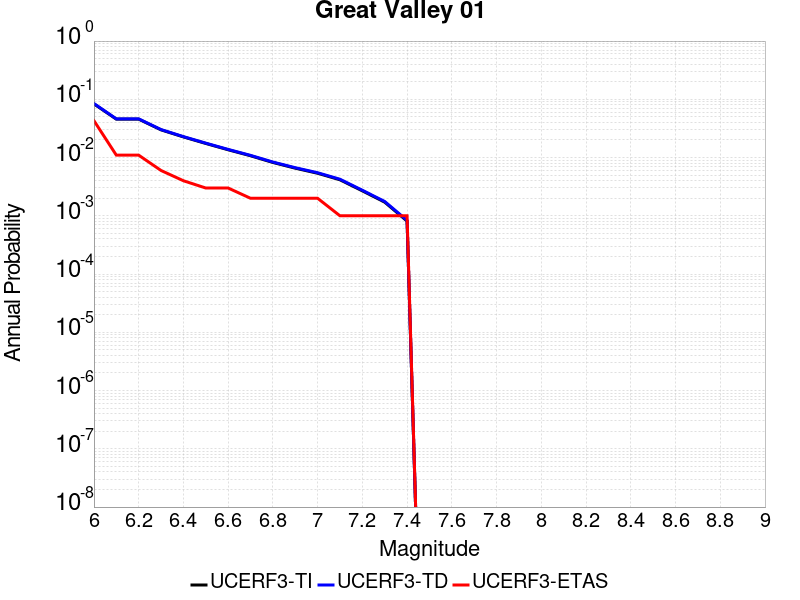 Great Valley 01
10^0
10^-1
10^-2
10^-3
10^-4
10^-5
10^-6
10^-7
10^-8
Annual Probability
6 6.2 6.4 6.6 6.8 7 7.2 7.4 7.6 7.8 8 8.2 8.4 8.6 8.8 9
Magnitude
UCERF3-TI UCERF3-TD UCERF3-ETAS